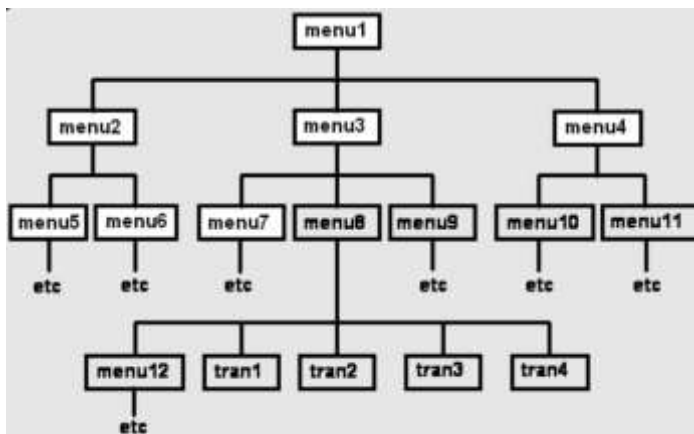 menu1
menu2 menu3 menu4
menu5 menu6 menu7 menu8 menu9 menu10 menu11
etc etc etc etc etc etc
menu12 tran1 tran2 tran3 tran4
etc